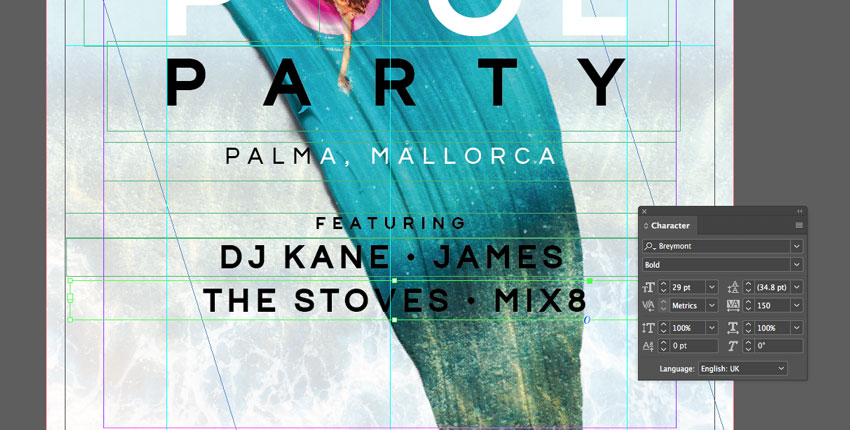 POOL
PARTY
PALMA, MALLORCA
FEATURING
DJ KANE • JAMES
THE STOVES • MIX8
Character
Breymont
Bold
29 pt
(34.8 pt)
Metrics
150
100%
100%
0 pt
0°
Language: English: UK